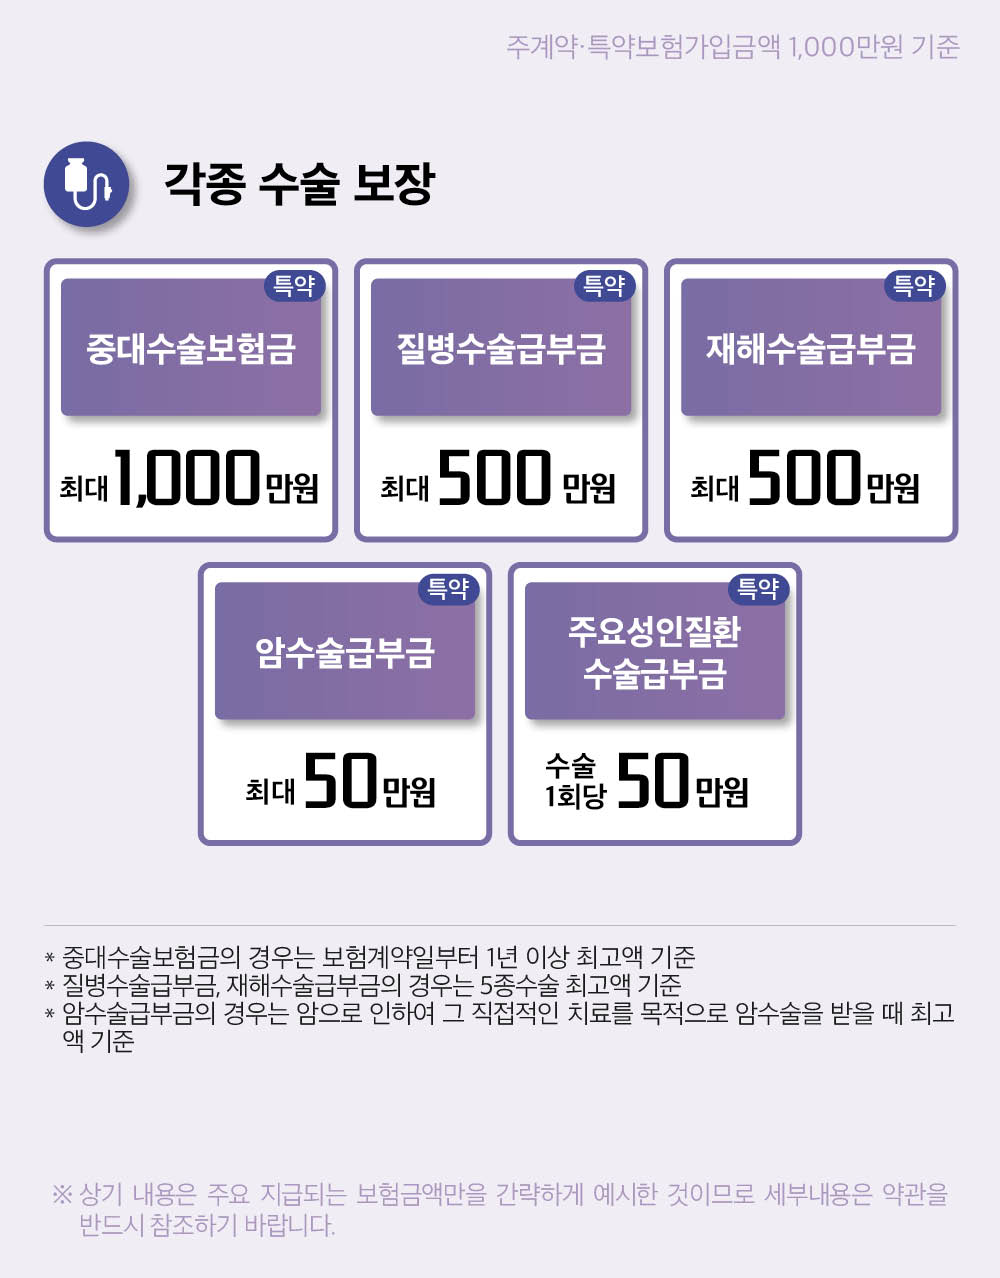 주계약·특약보험가입금액 1,000만원 기준
각종 수술 보장
특약
중대수술보험금
최대 1,000만원
특약
질병수술급부금
최대 500 만원
특약
재해수술급부금
최대 500만원
특약
암수술급부금
최대 50만원
특약
주요성인질환
수술급부금
수술
1회당 50만원
* 중대수술보험금의 경우는 보험계약일부터 1년 이상 최고액 기준
* 질병수술급부금, 재해수술급부금의 경우는 5종수술 최고액 기준
* 암수술급부금의 경우는 암으로 인하여 그 직접적인 치료를 목적으로 암수술을 받을 때 최고
액 기준
※ 상기 내용은 주요 지급되는 보험금액만을 간략하게 예시한 것이므로 세부내용은 약관을
반드시 참조하기 바랍니다.